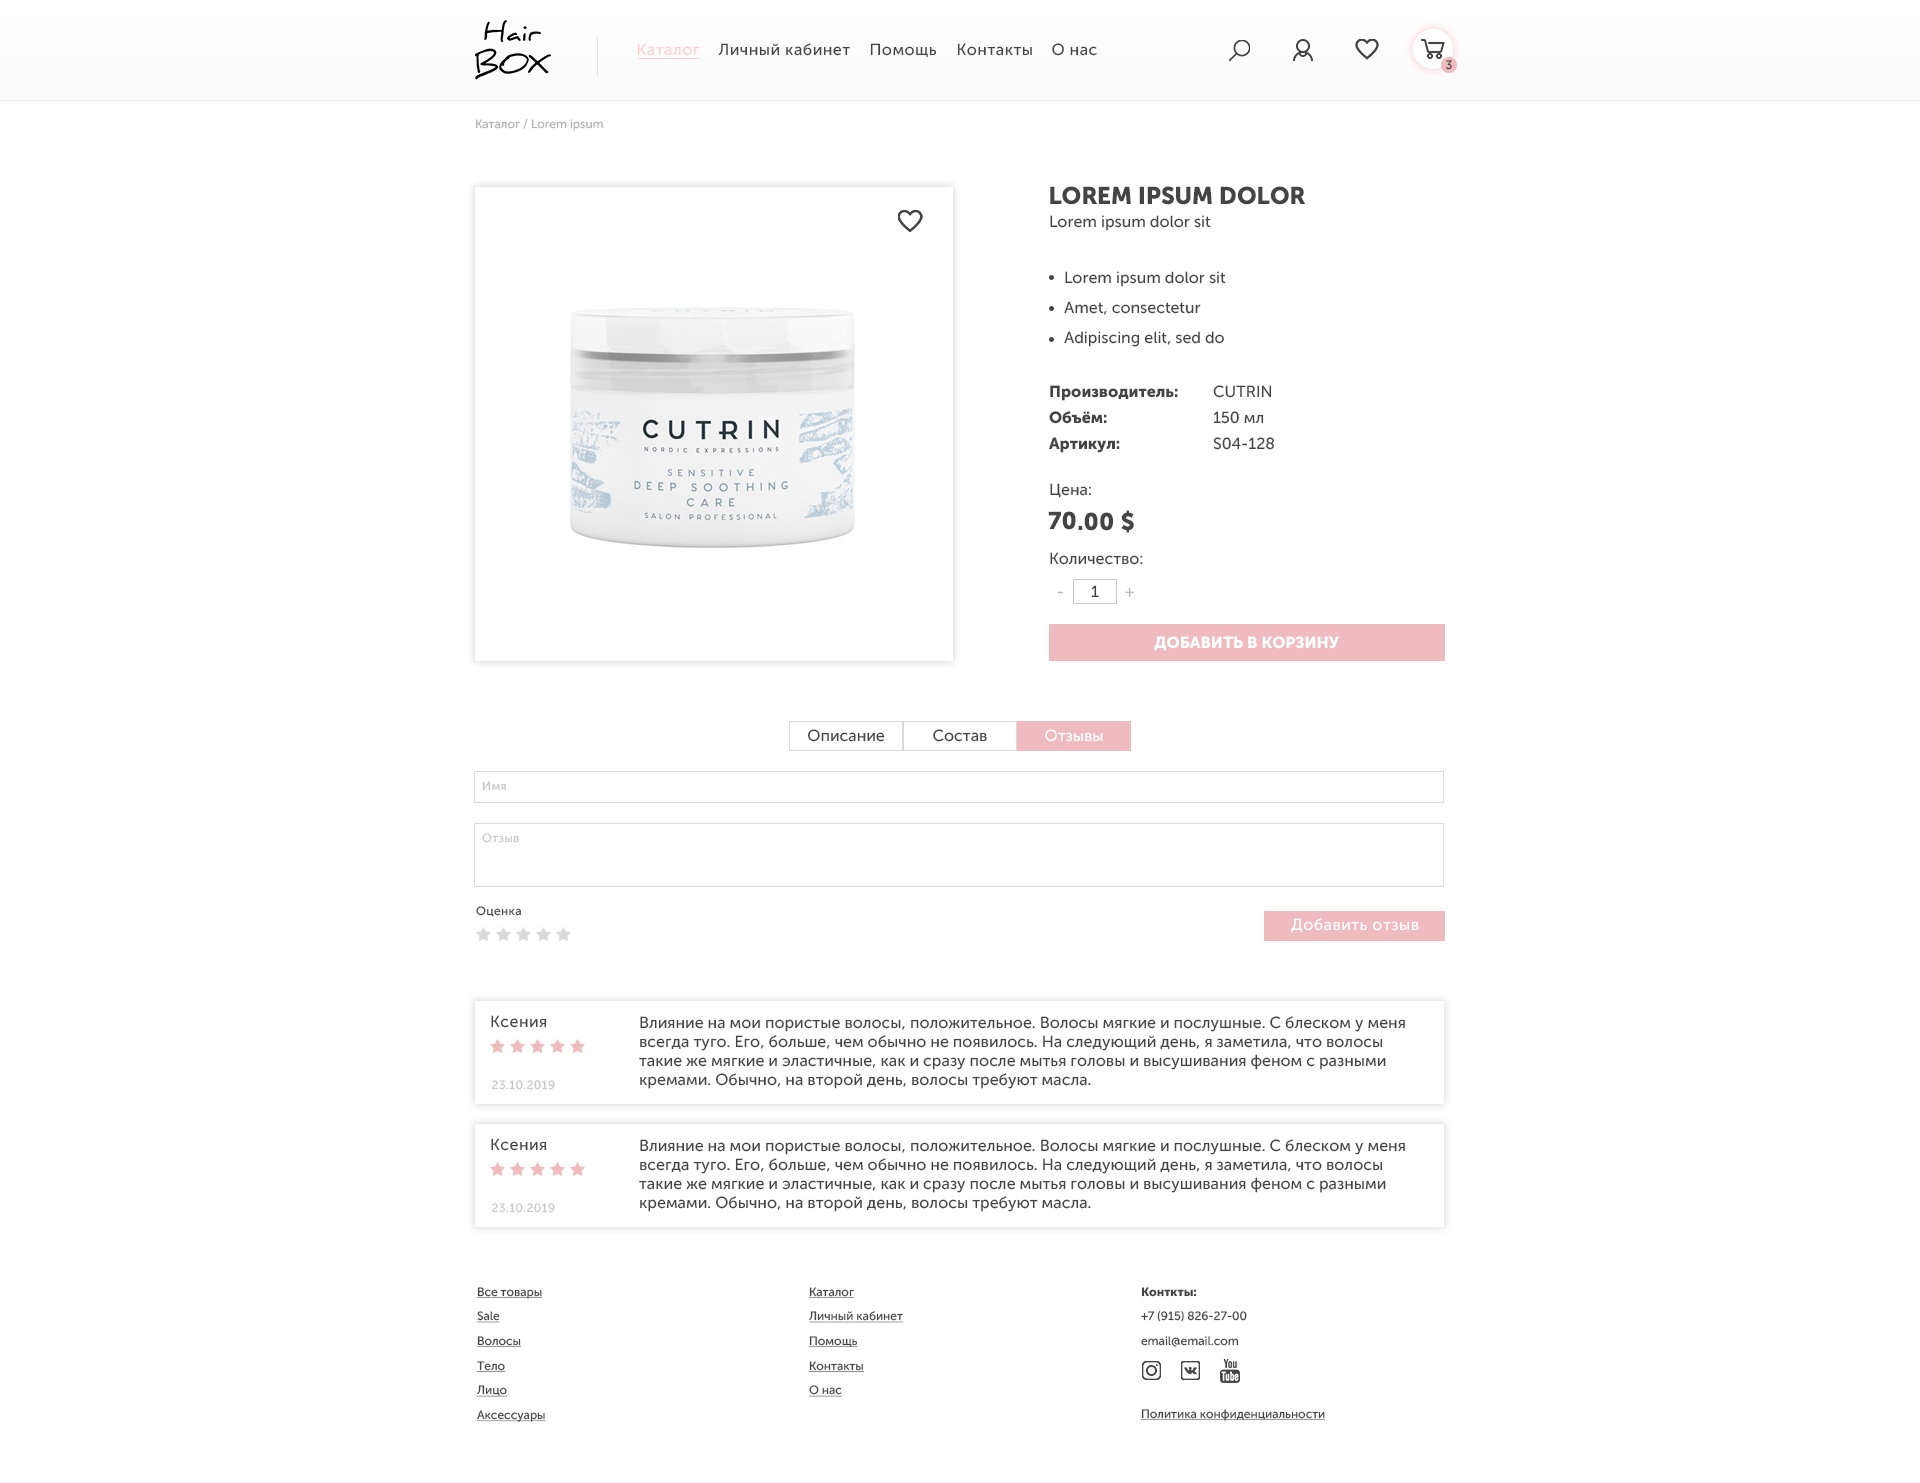 Hair
BOX
Каталог Личный кабинет Помощь Контакты О нас
3
Каталог / Lorem ipsum
LOREM IPSUM DOLOR
Lorem ipsum dolor sit
• Lorem ipsum dolor sit
• Amet, consectetur
• Adipiscing elit, sed do
Производитель: CUTRIN
Объём: 150 мл
Артикул: S04-128
Цена:
70.00 $
Количество:
- 1 +
ДОБАВИТЬ В КОРЗИНУ
CUTRIN
CUTRIN
NORDIC EXPRESSIONS
SENSITIVE
DEEP SOOTHING
CARE
SALON PROFESSIONAL
Описание Состав Отзывы
Имя
Отзыв
Оценка
Добавить отзыв
Ксения
23.10.2019
Влияние на мои пористые волосы, положительное. Волосы мягкие и послушные. С блеском у меня
всегда туго. Его, больше, чем обычно не появилось. На следующий день, я заметила, что волосы
такие же мягкие и эластичные, как и сразу после мытья головы и высушивания феном с разными
кремами. Обычно, на второй день, волосы требуют масла.
Ксения
23.10.2019
Влияние на мои пористые волосы, положительное. Волосы мягкие и послушные. С блеском у меня
всегда туго. Его, больше, чем обычно не появилось. На следующий день, я заметила, что волосы
такие же мягкие и эластичные, как и сразу после мытья головы и высушивания феном с разными
кремами. Обычно, на второй день, волосы требуют масла.
Все товары
Sale
Волосы
Тело
Лицо
Аксессуары
Каталог
Личный кабинет
Помощь
Контакты
О нас
Конткты:
+7 (915) 826-27-00
email@email.com
You
Tube
Политика конфиденциальности